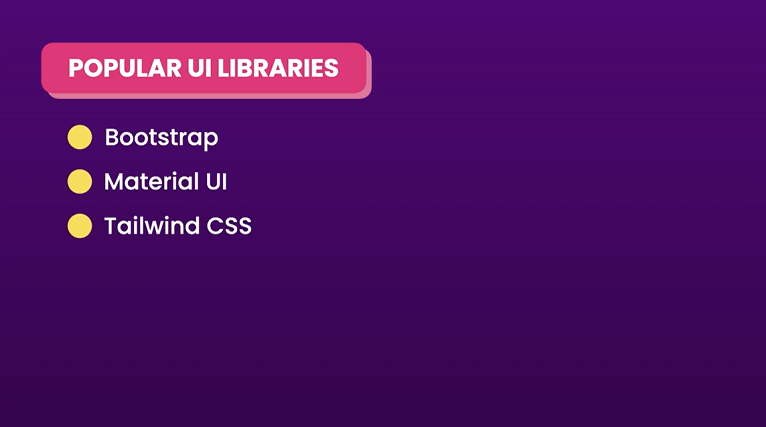 POPULAR UI LIBRARIES
Bootstrap
Material UI
Tailwind CSS